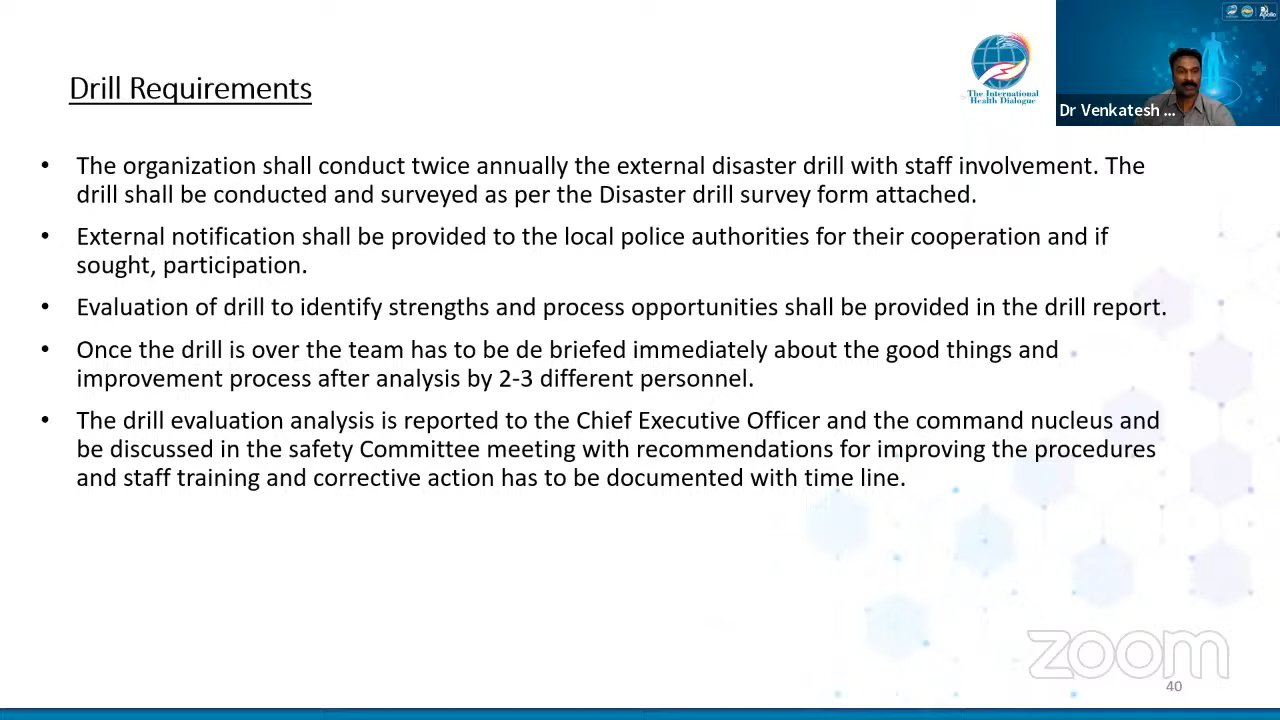 Drill Requirements
The International
Health Dialogue
Apollo
Dr Venkatesh ...
• The organization shall conduct twice annually the external disaster drill with staff involvement. The
drill shall be conducted and surveyed as per the Disaster drill survey form attached.
• External notification shall be provided to the local police authorities for their cooperation and if
sought, participation.
• Evaluation of drill to identify strengths and process opportunities shall be provided in the drill report.
• Once the drill is over the team has to be de briefed immediately about the good things and
improvement process after analysis by 2-3 different personnel.
• The drill evaluation analysis is reported to the Chief Executive Officer and the command nucleus and
be discussed in the safety Committee meeting with recommendations for improving the procedures
and staff training and corrective action has to be documented with time line.
zoom
40